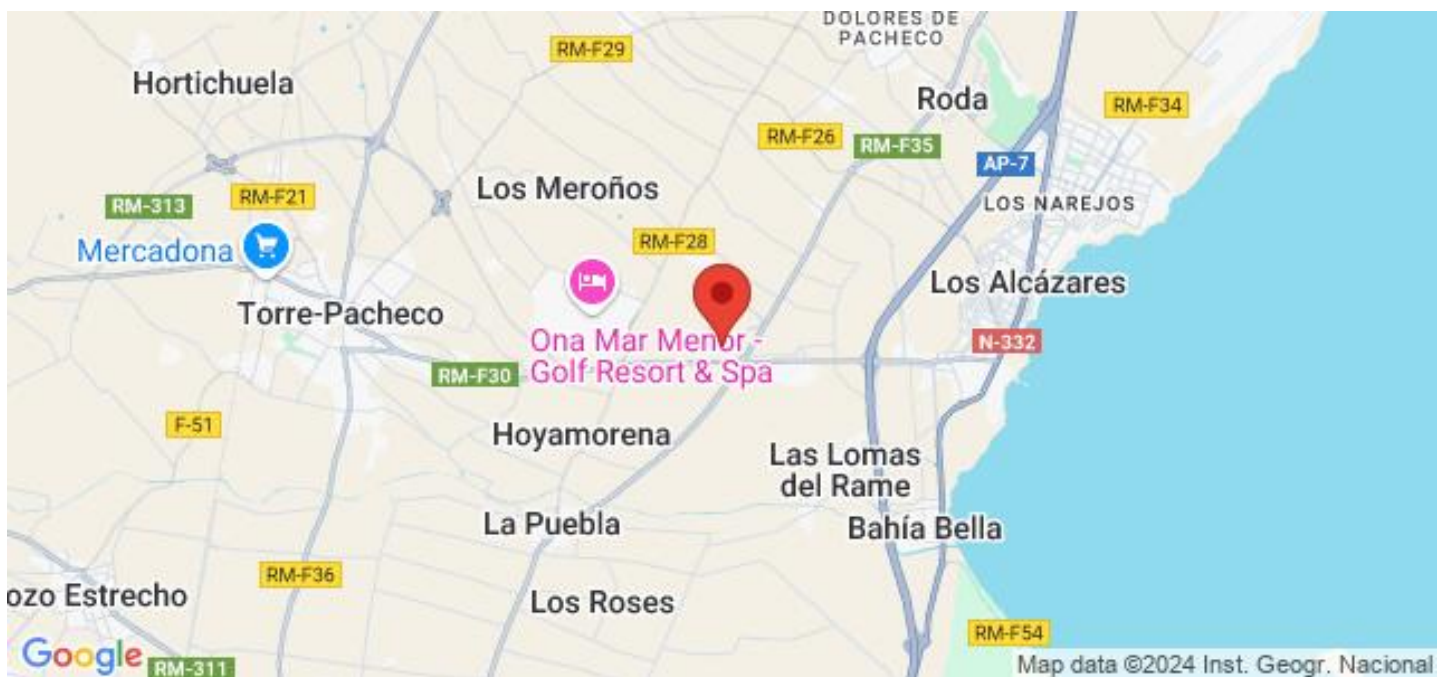 DOLORES DE
PACHECO
RM-F29
Hortichuela
Roda
RM-F34
RM-F26
RM-F35
AP-7
Los Meroños
RM-313
RM-F21
LOS NAREJOS
Mercadona
RM-F28
Los Alcázares
Torre-Pacheco
Ona Mar Menor -
Golf Resort & Spa
N-332
RM-F30
F-51
Hoyamorena
Las Lomas
del Rame
La Puebla
Bahía Bella
RM-F36
ozo Estrecho
Los Roses
RM-F54
Google
RM-311
Map data ©2024 Inst. Geogr. Nacional